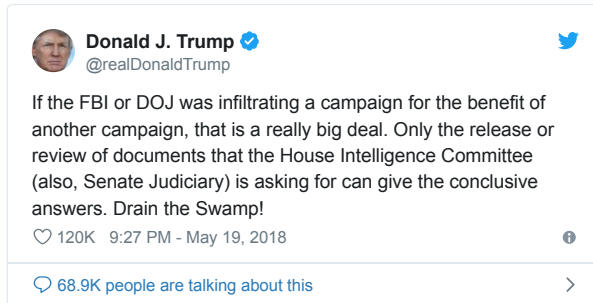 Donald J. Trump
@realDonaldTrump
If the FBI or DOJ was infiltrating a campaign for the benefit of
another campaign, that is a really big deal. Only the release or
review of documents that the House Intelligence Committee
(also, Senate Judiciary) is asking for can give the conclusive
answers. Drain the Swamp!
120K 9:27 PM - May 19, 2018
68.9K people are talking about this